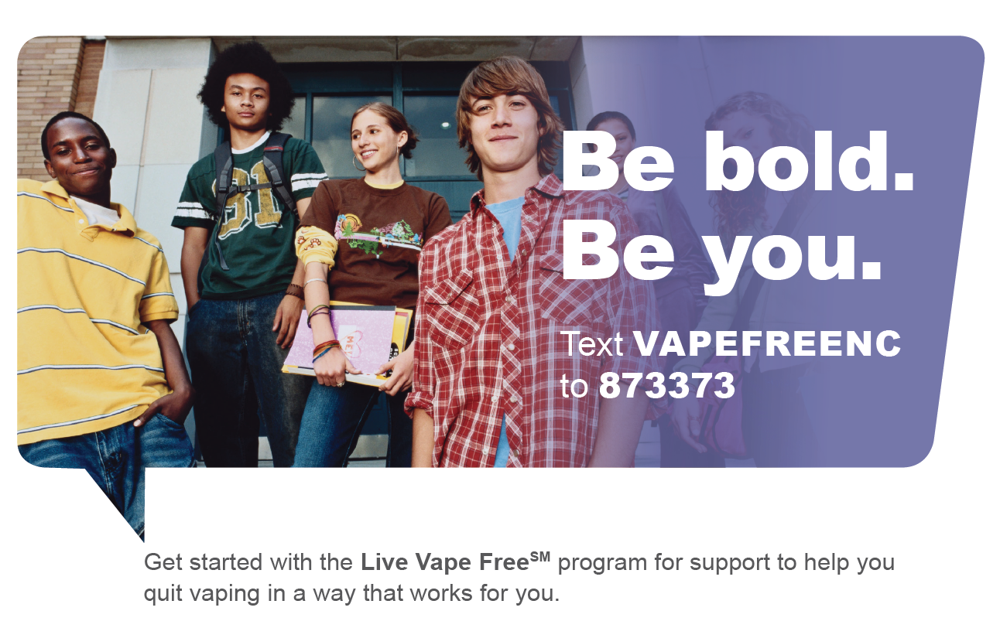 Be bold.
Be you.
Text VAPEFREENC
to 873373
91
Get started with the Live Vape Free℠ program for support to help you
quit vaping in a way that works for you.